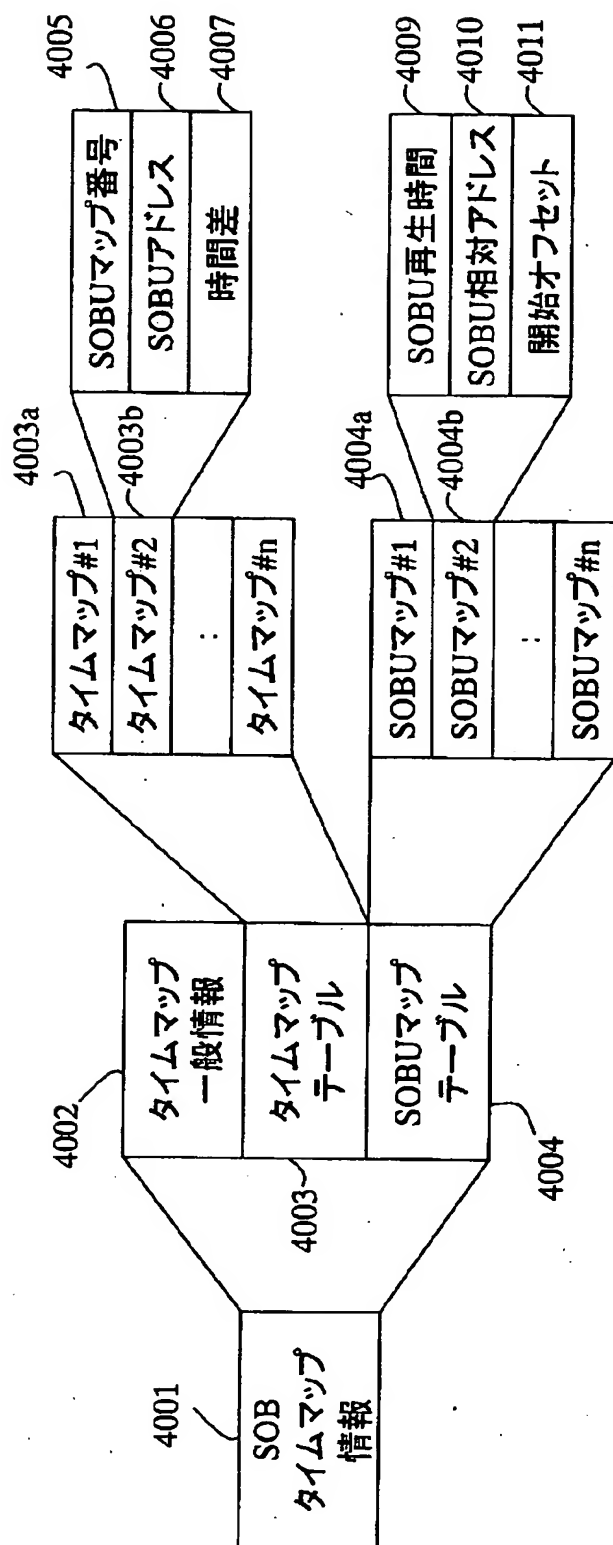 4001
SOB
タイムマップ
情報
4002
タイムマップ
一般情報
タイムマップ
テーブル
4003
SOBUマップ
テーブル
4004
4003a
タイムマップ#1
4003b
タイムマップ#2
:
タイムマップ#n
4004a
SOBUマップ#1
4004b
SOBUマップ#2
:
SOBUマップ#n
4005
SOBUマップ番号
4006
SOBUアドレス
4007
時間差
4009
SOBU再生時間
4010
SOBU相対アドレス
4011
開始オフセット